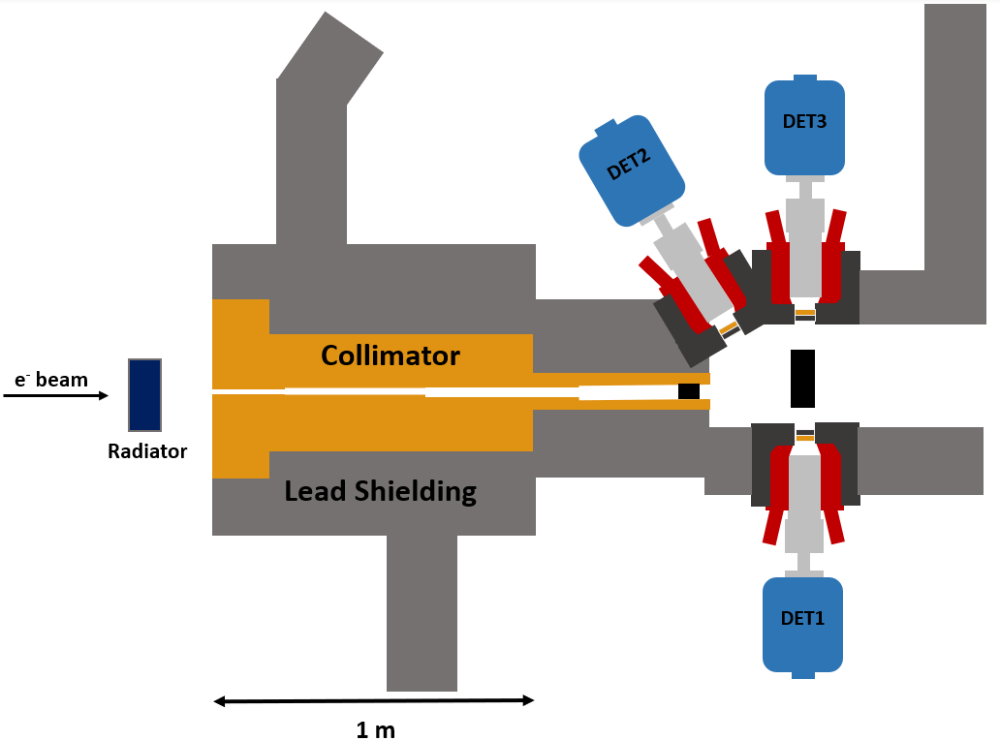 DET3
DET2
Collimator
e⁻ beam
Radiator
Lead Shielding
DET1
1 m